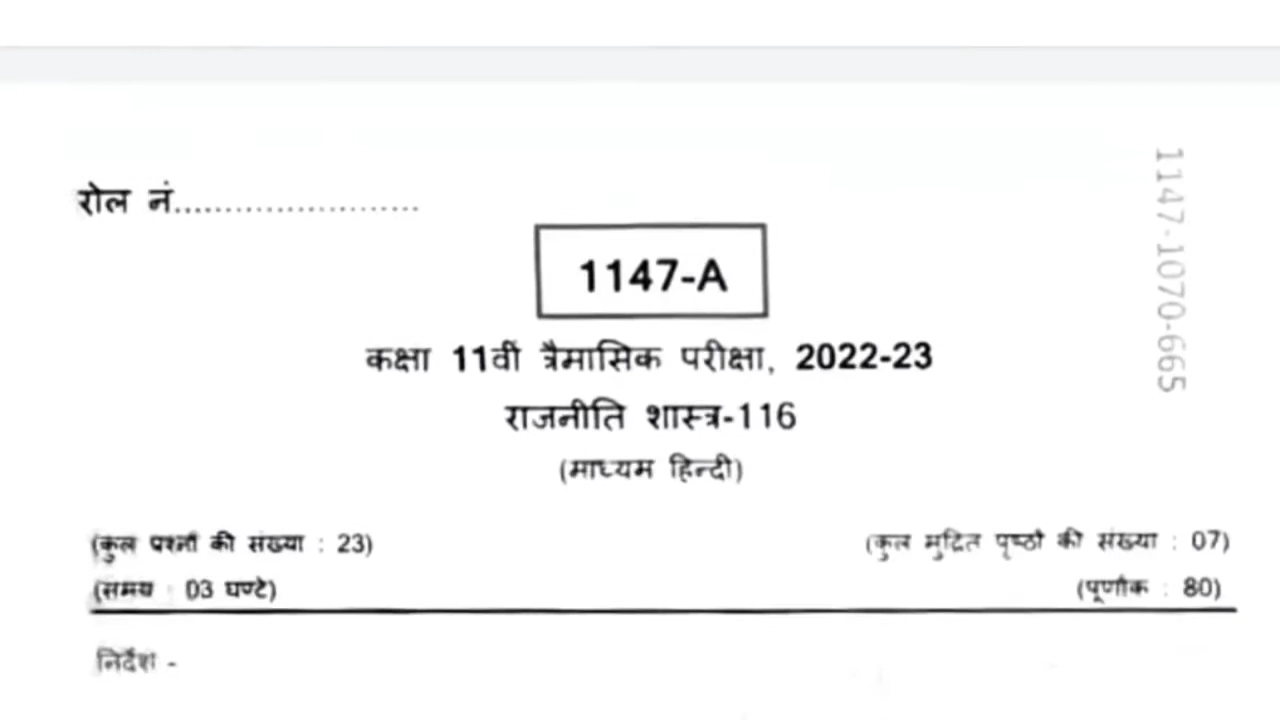 रोल नं........................
1147-A
1147-1070-665
कक्षा 11वीं त्रैमासिक परीक्षा, 2022-23
राजनीति शास्त्र-116
(माध्यम हिन्दी)
(कुल प्रश्नों की संख्या : 23)
(कुल मुद्रित पृष्ठों की संख्या : 07)
(समय : 03 घण्टे)
(पूर्णांक : 80)
निर्देश -